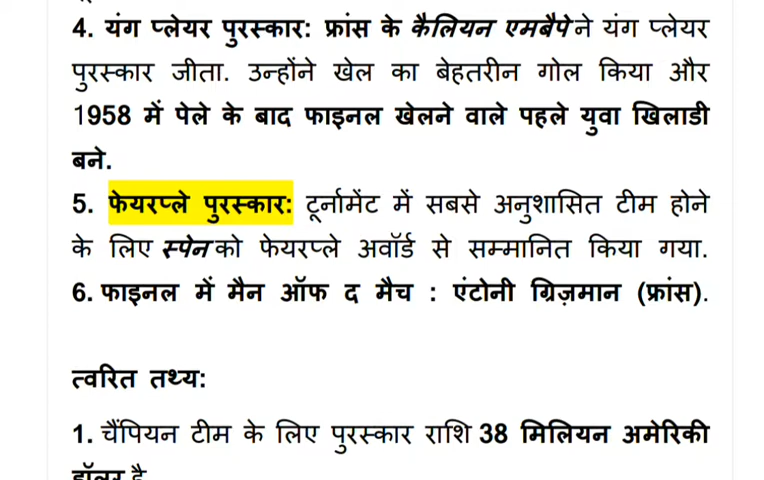 4. यंग प्लेयर पुरस्कार: फ्रांस के कैलियन एमबैपे ने यंग प्लेयर
पुरस्कार जीता. उन्होंने खेल का बेहतरीन गोल किया और
1958 में पेले के बाद फाइनल खेलने वाले पहले युवा खिलाडी
बने.
5. फेयरप्ले पुरस्कार: टूर्नामेंट में सबसे अनुशासित टीम होने
के लिए स्पेन को फेयरप्ले अवॉर्ड से सम्मानित किया गया.
6. फाइनल में मैन ऑफ द मैच : एंटोनी ग्रिज़मान (फ्रांस).
त्वरित तथ्य:
1. चैंपियन टीम के लिए पुरस्कार राशि 38 मिलियन अमेरिकी
डॉलर है